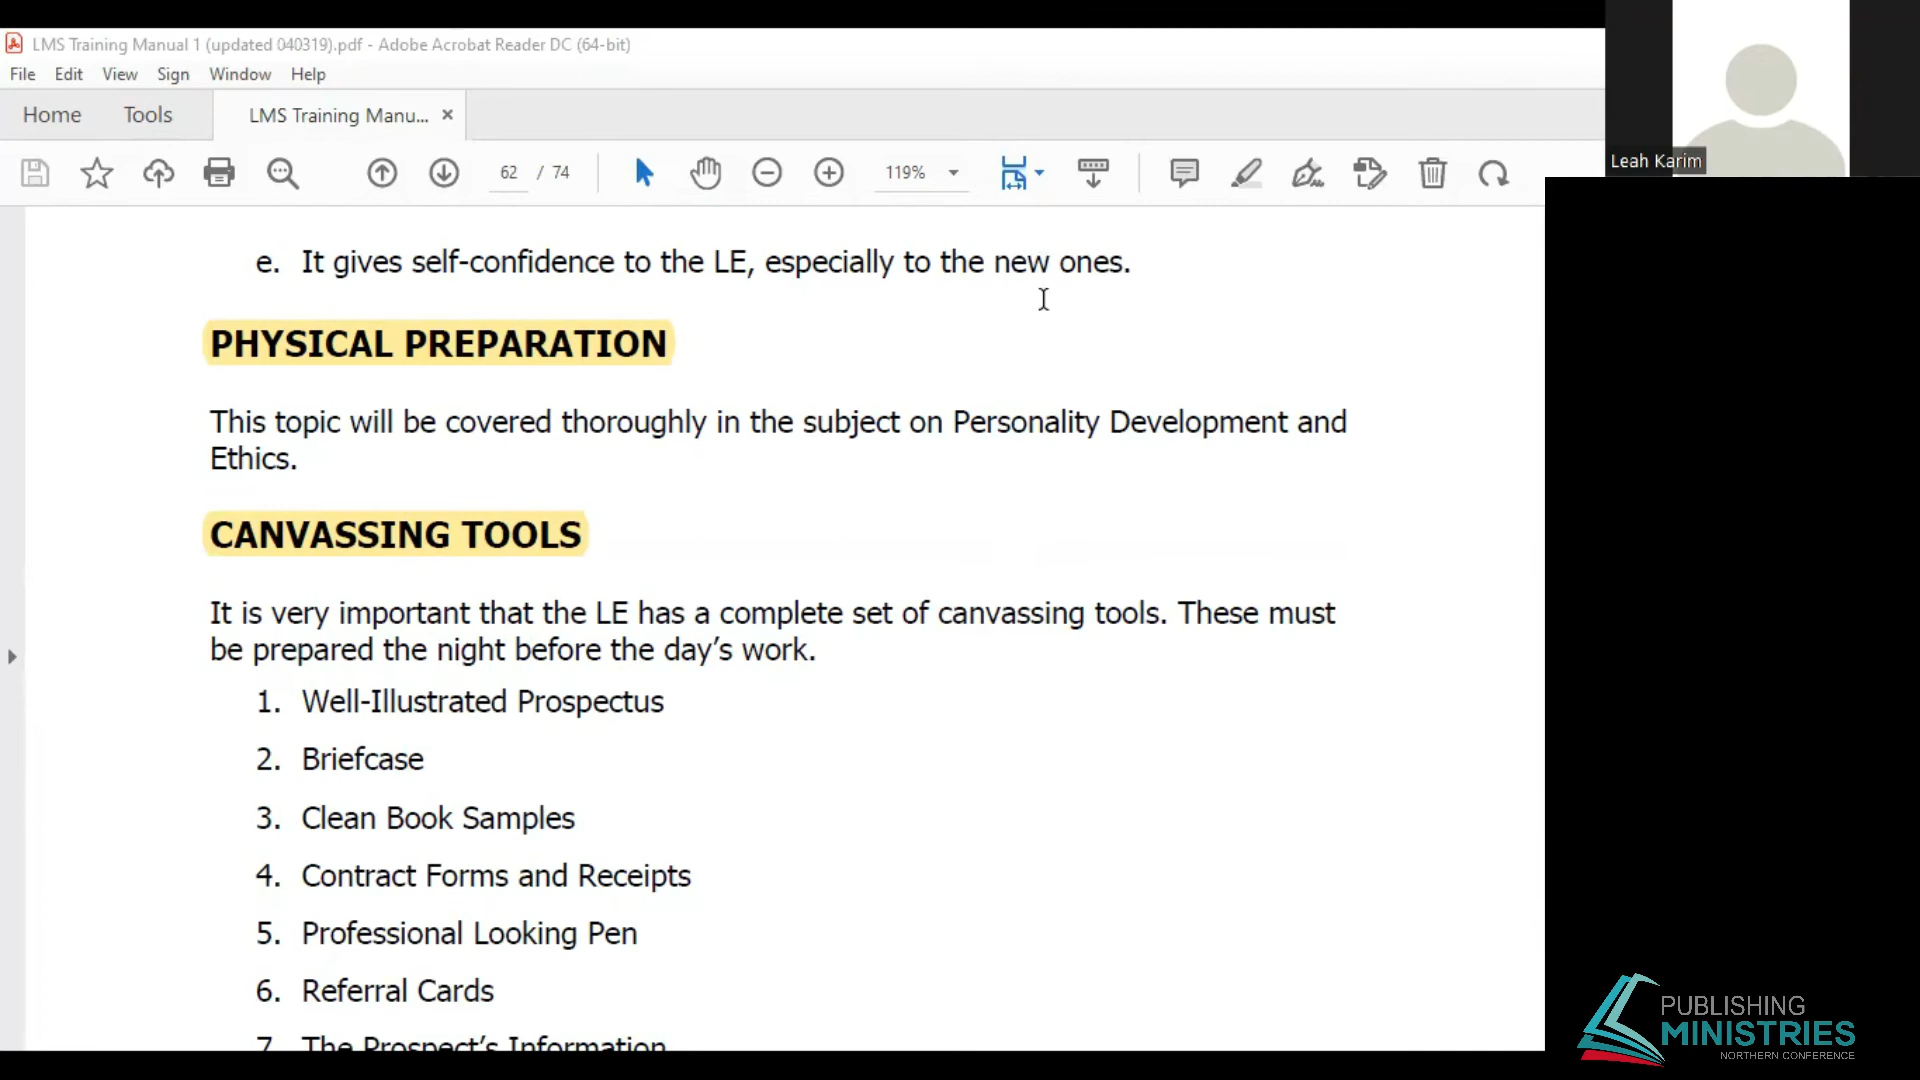 LMS Training Manual 1 (updated 040319).pdf - Adobe Acrobat Reader DC (64-bit)
File Edit View Sign Window Help
Home Tools LMS Training Manu... ×
62 / 74 119%
Leah Karim
e. It gives self-confidence to the LE, especially to the new ones.
PHYSICAL PREPARATION
This topic will be covered thoroughly in the subject on Personality Development and
Ethics.
CANVASSING TOOLS
It is very important that the LE has a complete set of canvassing tools. These must
be prepared the night before the day’s work.
1. Well-Illustrated Prospectus
2. Briefcase
3. Clean Book Samples
4. Contract Forms and Receipts
5. Professional Looking Pen
6. Referral Cards
7. The Prospect’s Information
PUBLISHING
MINISTRIES
NORTHERN CONFERENCE